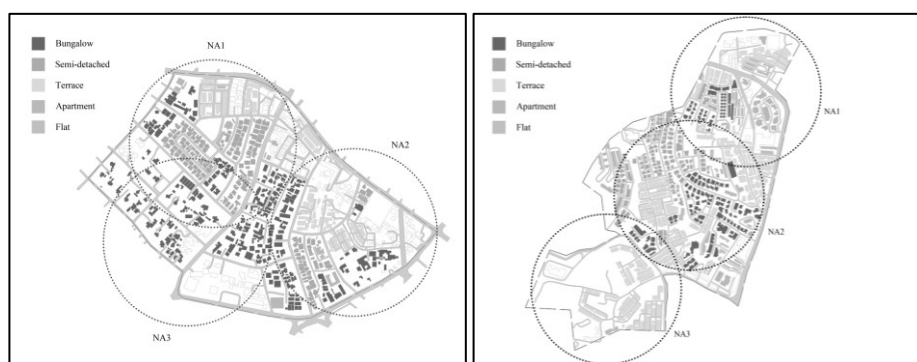 Bungalow
Semi-detached
Terrace
Apartment
Flat
NA1
NA2
NA3
Bungalow
Semi-detached
Terrace
Apartment
Flat
NA1
NA2
NA3